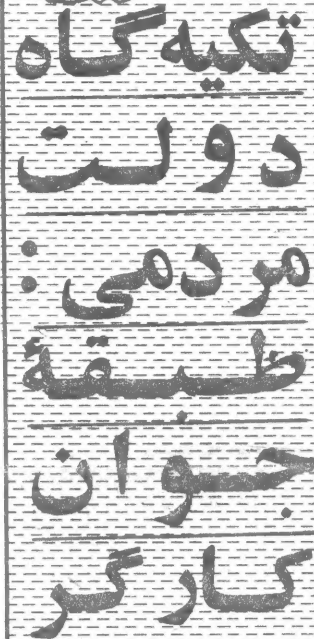 تکیه گاه
دولت
مردمی :
طبقهٔ
جوان
کارگر